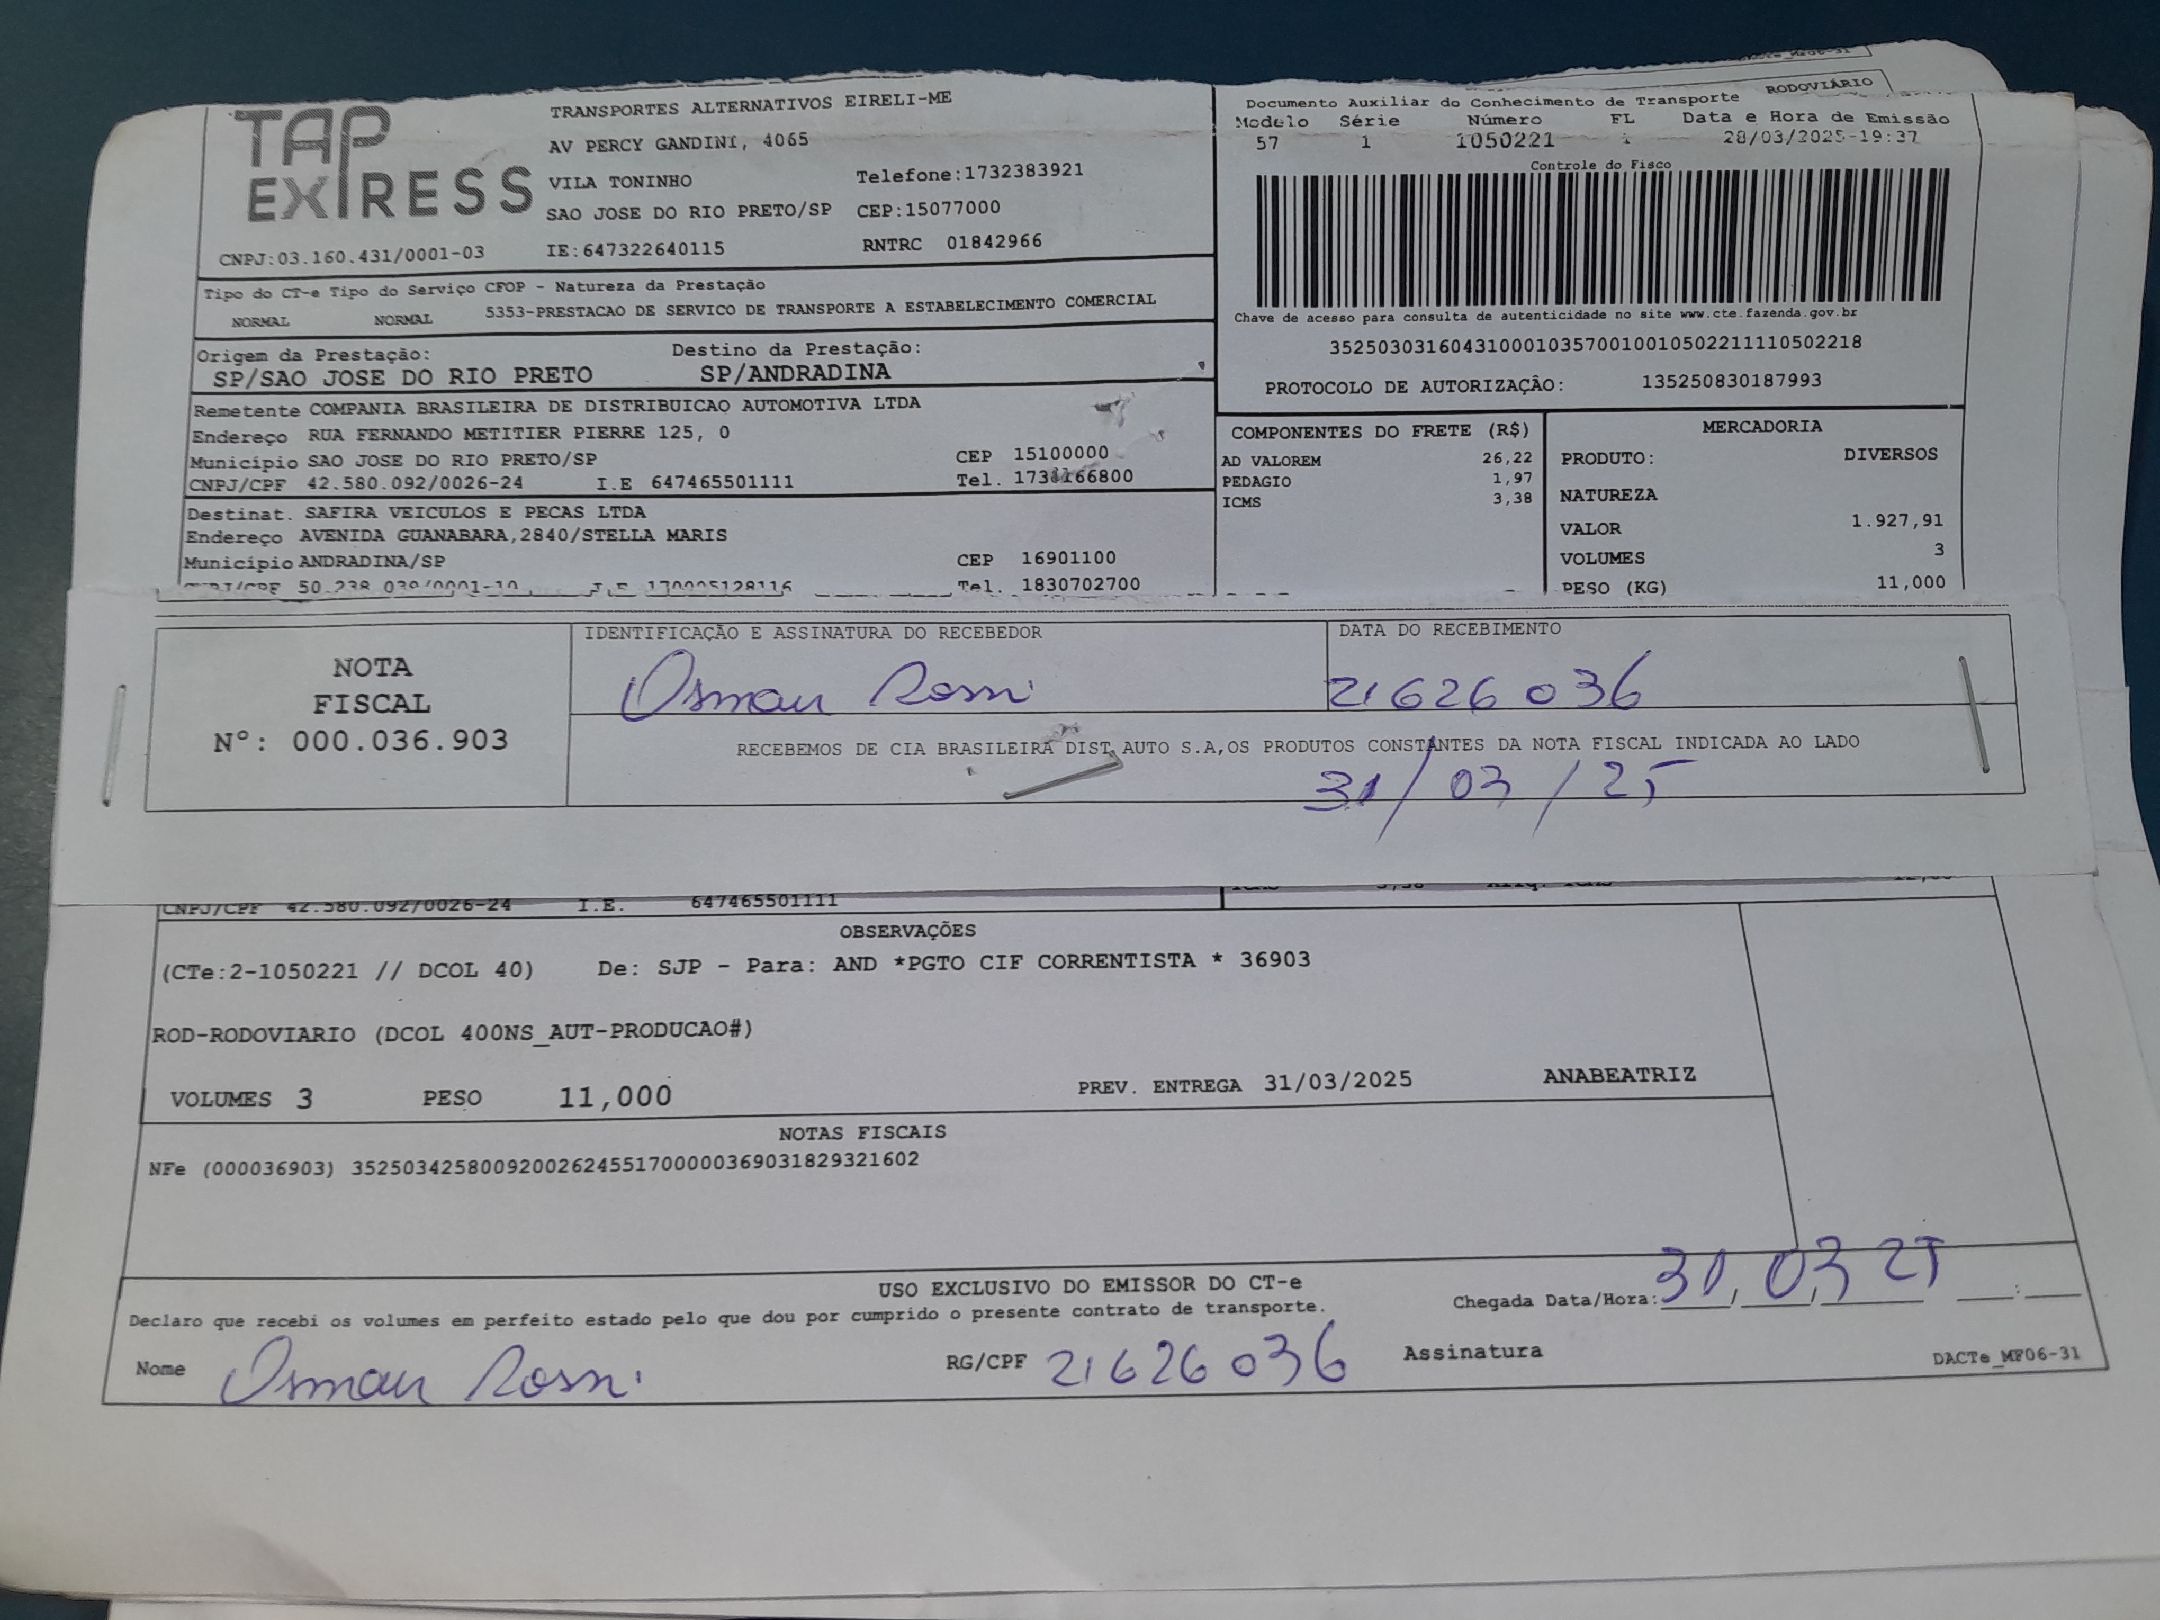 TAP EXPRESS
TRANSPORTES ALTERNATIVOS EIRELI-ME
AV PERCY GANDINI, 4065
VILA TONINHO Telefone:1732383921
SAO JOSE DO RIO PRETO/SP CEP:15077000
CNPJ:03.160.431/0001-03 IE:647322640115 RNTRC 01842966
RODOVIÁRIO
Documento Auxiliar do Conhecimento de Transporte
Modelo Série Número FL Data e Hora de Emissão
57 1 1050221 1 28/03/2025-19:37
Controle do Fisco
Chave de acesso para consulta de autenticidade no site www.cte.fazenda.gov.br
35250303160431000103570010010502211110502218
PROTOCOLO DE AUTORIZAÇÃO: 135250830187993
Tipo do CT-e Tipo do Serviço CFOP - Natureza da Prestação
NORMAL NORMAL 5353-PRESTACAO DE SERVICO DE TRANSPORTE A ESTABELECIMENTO COMERCIAL
Origem da Prestação: Destino da Prestação:
SP/SAO JOSE DO RIO PRETO SP/ANDRADINA
Remetente COMPANIA BRASILEIRA DE DISTRIBUICAO AUTOMOTIVA LTDA
Endereço RUA FERNANDO METITIER PIERRE 125, 0
Município SAO JOSE DO RIO PRETO/SP CEP 15100000
CNPJ/CPF 42.580.092/0026-24 I.E 647465501111 Tel. 1733166800
Destinat. SAFIRA VEICULOS E PECAS LTDA
Endereço AVENIDA GUANABARA,2840/STELLA MARIS
Município ANDRADINA/SP CEP 16901100
CNPJ/CPF 50.238.039/0001-10 I.E 170005128116 Tel. 1830702700
COMPONENTES DO FRETE (R$)
AD VALOREM 26,22
PEDAGIO 1,97
ICMS 3,38
MERCADORIA
PRODUTO: DIVERSOS
NATUREZA
VALOR 1.927,91
VOLUMES 3
PESO (KG) 11,000
NOTA
FISCAL
Nº: 000.036.903
IDENTIFICAÇÃO E ASSINATURA DO RECEBEDOR
Osmar Rossi
DATA DO RECEBIMENTO
21626036
RECEBEMOS DE CIA BRASILEIRA DIST. AUTO S.A,OS PRODUTOS CONSTANTES DA NOTA FISCAL INDICADA AO LADO
31/03/25
CNPJ/CPF 42.580.092/0026-24 I.E. 647465501111
OBSERVAÇÕES
(CTe:2-1050221 // DCOL 40) De: SJP - Para: AND *PGTO CIF CORRENTISTA * 36903
ROD-RODOVIARIO (DCOL 400NS_AUT-PRODUCAO#)
VOLUMES 3 PESO 11,000 PREV. ENTREGA 31/03/2025 ANABEATRIZ
NOTAS FISCAIS
NFe (000036903) 35250342580092002624551700000369031829321602
USO EXCLUSIVO DO EMISSOR DO CT-e
Declaro que recebi os volumes em perfeito estado pelo que dou por cumprido o presente contrato de transporte.
Chegada Data/Hora: 31,03,25
Nome Osmar Rossi RG/CPF 21626036 Assinatura
DACTe_MF06-31